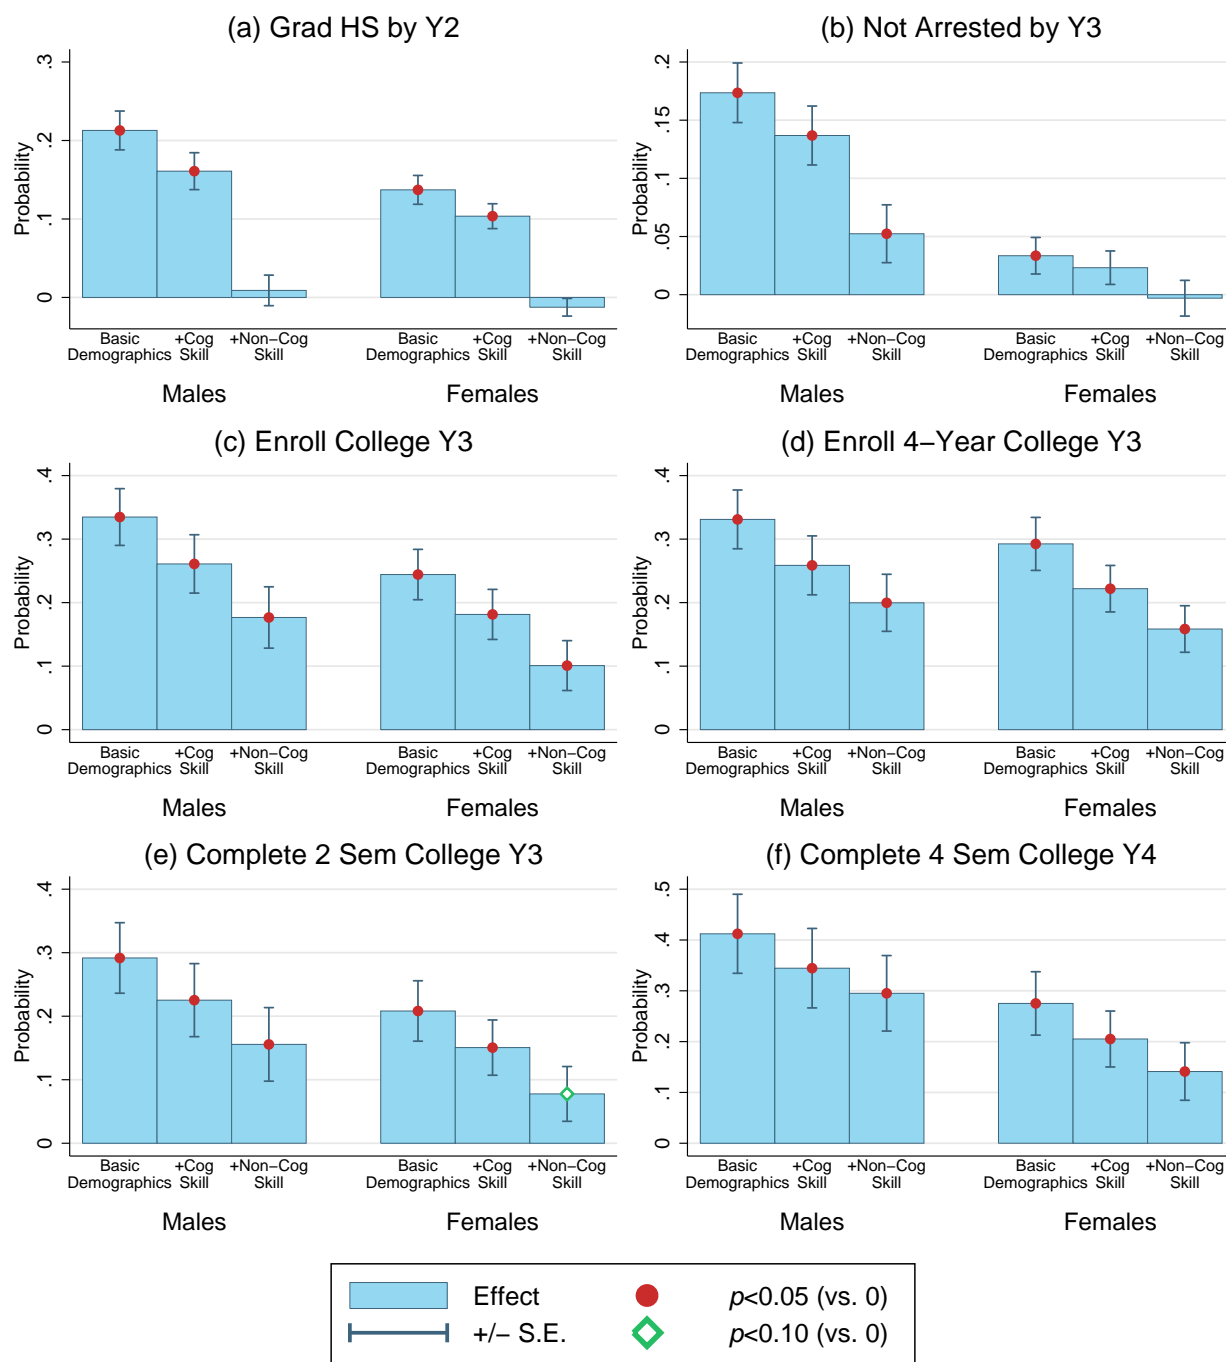 (a) Grad HS by Y2
Probability
.3
.2
.1
0
Basic Demographics
+Cog Skill
+Non−Cog Skill
Basic Demographics
+Cog Skill
+Non−Cog Skill
Males
Females
(b) Not Arrested by Y3
Probability
.2
.15
.1
.05
0
Basic Demographics
+Cog Skill
+Non−Cog Skill
Basic Demographics
+Cog Skill
+Non−Cog Skill
Males
Females
(c) Enroll College Y3
Probability
.4
.3
.2
.1
0
Basic Demographics
+Cog Skill
+Non−Cog Skill
Basic Demographics
+Cog Skill
+Non−Cog Skill
Males
Females
(d) Enroll 4−Year College Y3
Probability
.4
.3
.2
.1
0
Basic Demographics
+Cog Skill
+Non−Cog Skill
Basic Demographics
+Cog Skill
+Non−Cog Skill
Males
Females
(e) Complete 2 Sem College Y3
Probability
.4
.3
.2
.1
0
Basic Demographics
+Cog Skill
+Non−Cog Skill
Basic Demographics
+Cog Skill
+Non−Cog Skill
Males
Females
(f) Complete 4 Sem College Y4
Probability
.5
.4
.3
.2
.1
0
Basic Demographics
+Cog Skill
+Non−Cog Skill
Basic Demographics
+Cog Skill
+Non−Cog Skill
Males
Females
Effect
p<0.05 (vs. 0)
+/− S.E.
p<0.10 (vs. 0)